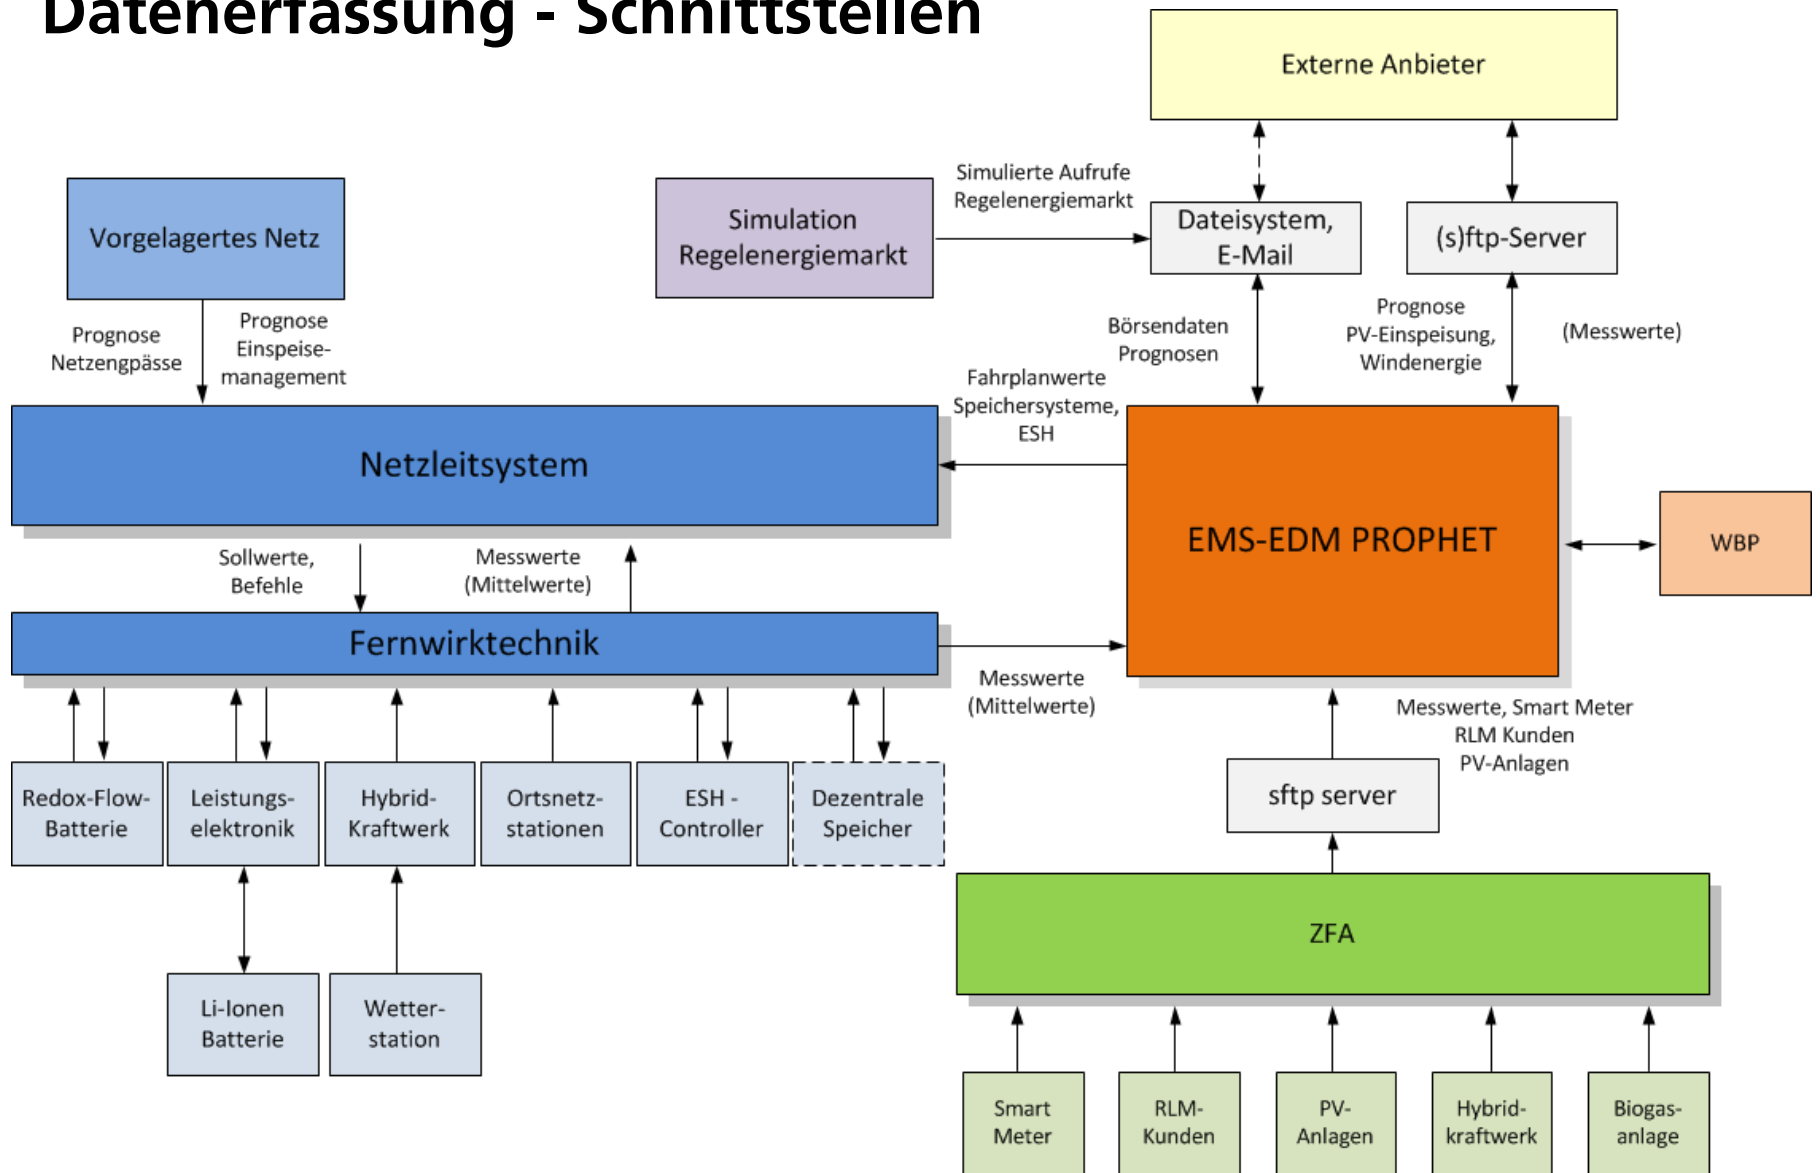 Datenerfassung - Schnittstellen
Externe Anbieter
Vorgelagertes Netz
Simulation
Regelenergiemarkt
Simulierte Aufrufe
Regelenergiemarkt
Dateisystem,
E-Mail
(s)ftp-Server
Prognose
Netzengpässe
Prognose
Einspeise-
management
Börsendaten
Prognosen
Prognose
PV-Einspeisung,
Windenergie
(Messwerte)
Fahrplanwerte
Speichersysteme,
ESH
Netzleitsystem
EMS-EDM PROPHET
WBP
Sollwerte,
Befehle
Messwerte
(Mittelwerte)
Fernwirktechnik
Messwerte
(Mittelwerte)
Messwerte, Smart Meter
RLM Kunden
PV-Anlagen
Redox-Flow-
Batterie
Leistungs-
elektronik
Hybrid-
Kraftwerk
Ortsnetz-
stationen
ESH -
Controller
Dezentrale
Speicher
sftp server
ZFA
Li-Ionen
Batterie
Wetter-
station
Smart
Meter
RLM-
Kunden
PV-
Anlagen
Hybrid-
kraftwerk
Biogas-
anlage